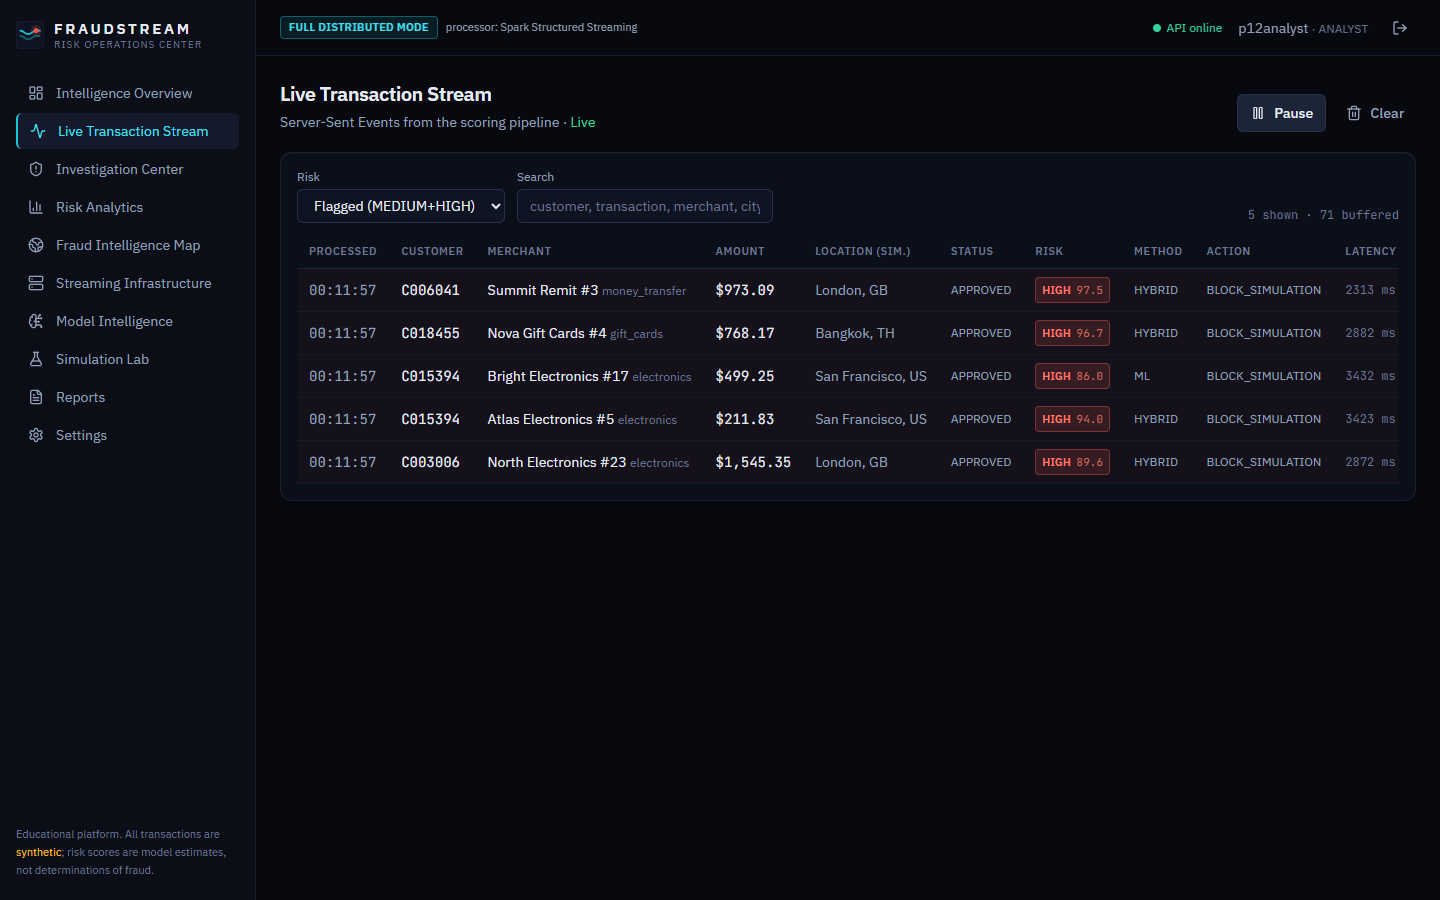 FRAUDSTREAM
RISK OPERATIONS CENTER
Intelligence Overview
Live Transaction Stream
Investigation Center
Risk Analytics
Fraud Intelligence Map
Streaming Infrastructure
Model Intelligence
Simulation Lab
Reports
Settings
Educational platform. All transactions are
synthetic; risk scores are model estimates,
not determinations of fraud.
FULL DISTRIBUTED MODE processor: Spark Structured Streaming
API online p12analyst · ANALYST
Live Transaction Stream
Server-Sent Events from the scoring pipeline · Live
Pause Clear
Risk Search
Flagged (MEDIUM+HIGH) customer, transaction, merchant, city
5 shown · 71 buffered
PROCESSED CUSTOMER MERCHANT AMOUNT LOCATION (SIM.) STATUS RISK METHOD ACTION LATENCY
00:11:57 C006041 Summit Remit #3 money_transfer $973.09 London, GB APPROVED HIGH 97.5 HYBRID BLOCK_SIMULATION 2313 ms
00:11:57 C018455 Nova Gift Cards #4 gift_cards $768.17 Bangkok, TH APPROVED HIGH 96.7 HYBRID BLOCK_SIMULATION 2882 ms
00:11:57 C015394 Bright Electronics #17 electronics $499.25 San Francisco, US APPROVED HIGH 86.0 ML BLOCK_SIMULATION 3432 ms
00:11:57 C015394 Atlas Electronics #5 electronics $211.83 San Francisco, US APPROVED HIGH 94.0 HYBRID BLOCK_SIMULATION 3423 ms
00:11:57 C003006 North Electronics #23 electronics $1,545.35 London, GB APPROVED HIGH 89.6 HYBRID BLOCK_SIMULATION 2872 ms